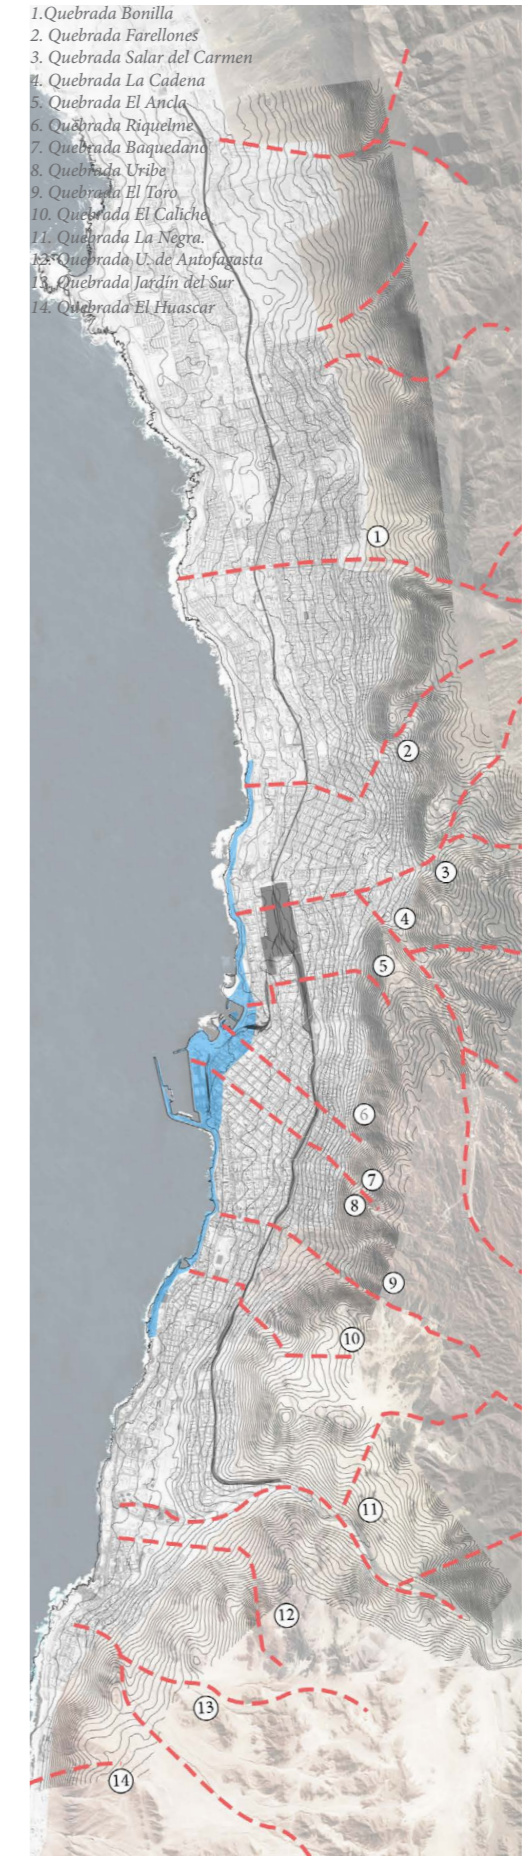 1.Quebrada Bonilla
2. Quebrada Farellones
3. Quebrada Salar del Carmen
4. Quebrada La Cadena
5. Quebrada El Ancla
6. Quebrada Riquelme
7. Quebrada Baquedano
8. Quebrada Uribe
9. Quebrada El Toro
10. Quebrada El Caliche
11. Quebrada La Negra.
12. Quebrada U. de Antofagasta
13. Quebrada Jardín del Sur
14. Quebrada El Huascar
1
2
3
4
5
6
7
8
9
10
11
12
13
14